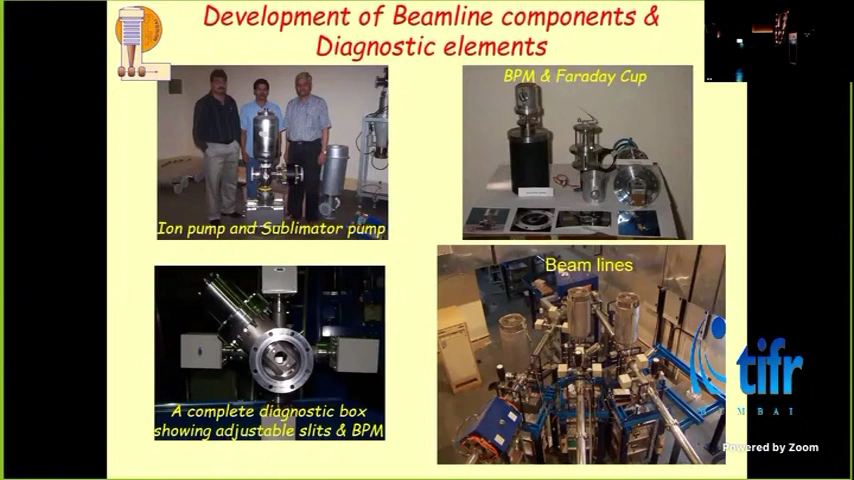 Development of Beamline components &
Diagnostic elements
BPM & Faraday Cup
Ion pump and Sublimator pump
Beam lines
A complete diagnostic box
showing adjustable slits & BPM
tifr
MUMBAI
Powered by Zoom